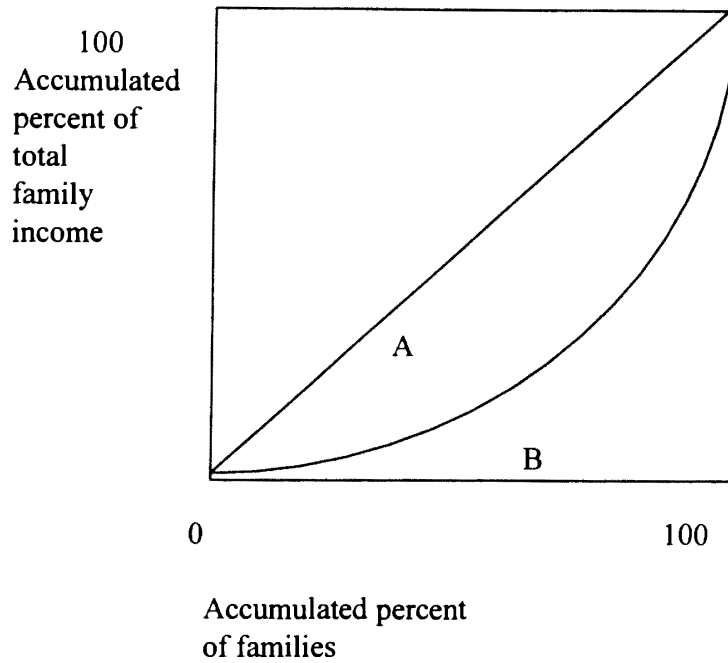 100
Accumulated
percent of
total
family
income
A
B
0
100
Accumulated percent
of families